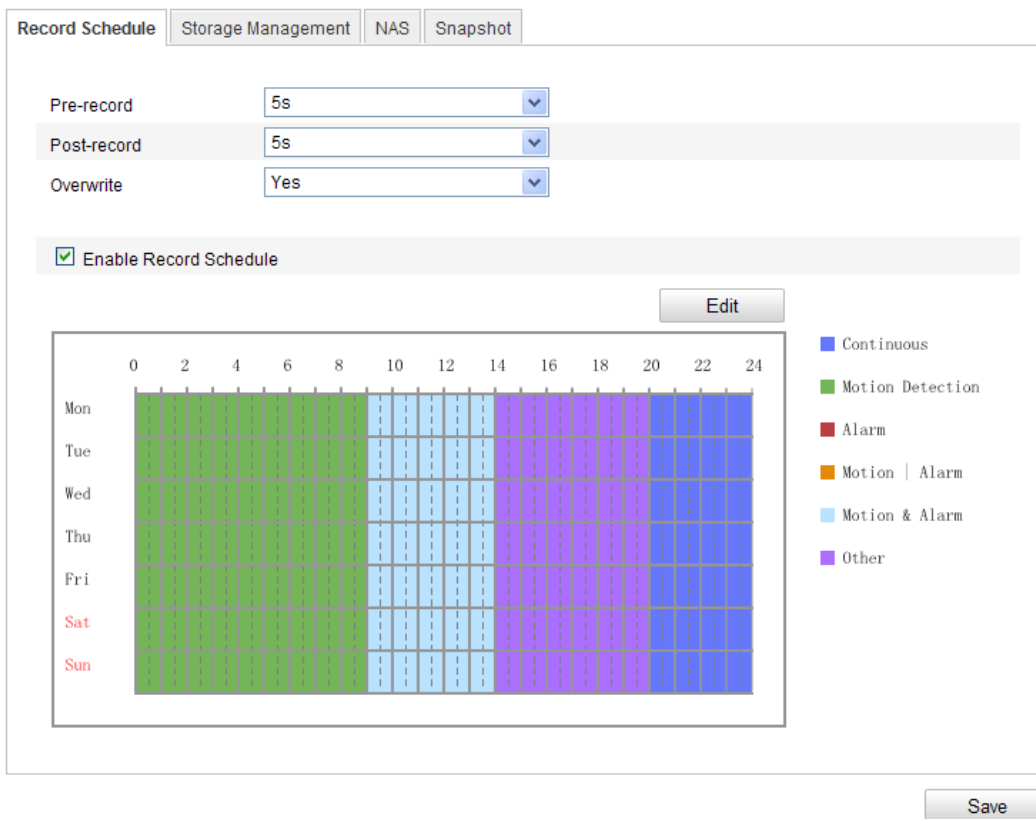 Record Schedule Storage Management NAS Snapshot
Pre-record 5s
Post-record 5s
Overwrite Yes
Enable Record Schedule
Edit
0 2 4 6 8 10 12 14 16 18 20 22 24
Mon
Tue
Wed
Thu
Fri
Sat
Sun
Continuous
Motion Detection
Alarm
Motion | Alarm
Motion & Alarm
Other
Save